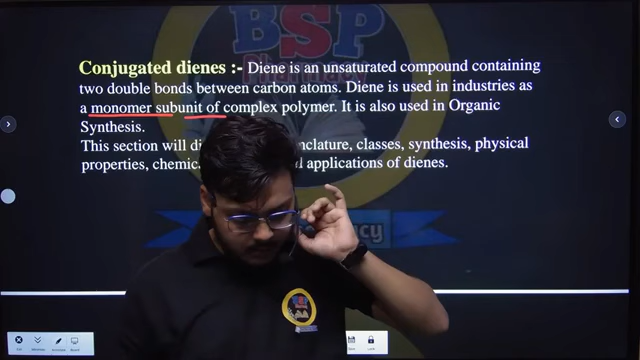 BSP
Conjugated dienes :- Diene is an unsaturated compound containing
two double bonds between carbon atoms. Diene is used in industries as
a monomer subunit of complex polymer. It is also used in Organic
Synthesis.
This section will di nclature, classes, synthesis, physical
properties, chemic d applications of dienes.